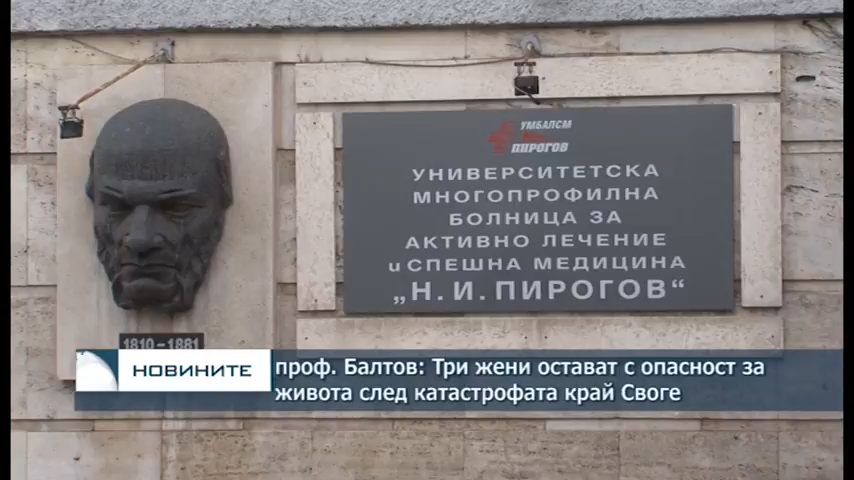 УМБАЛСМ
ПИРОГОВ
УНИВЕРСИТЕТСКА
МНОГОПРОФИЛНА
БОЛНИЦА ЗА
АКТИВНО ЛЕЧЕНИЕ
и СПЕШНА МЕДИЦИНА
„Н. И. ПИРОГОВ“
1810-1881
НОВИНИТЕ
проф. Балтов: Три жени остават с опасност за
живота след катастрофата край Своге